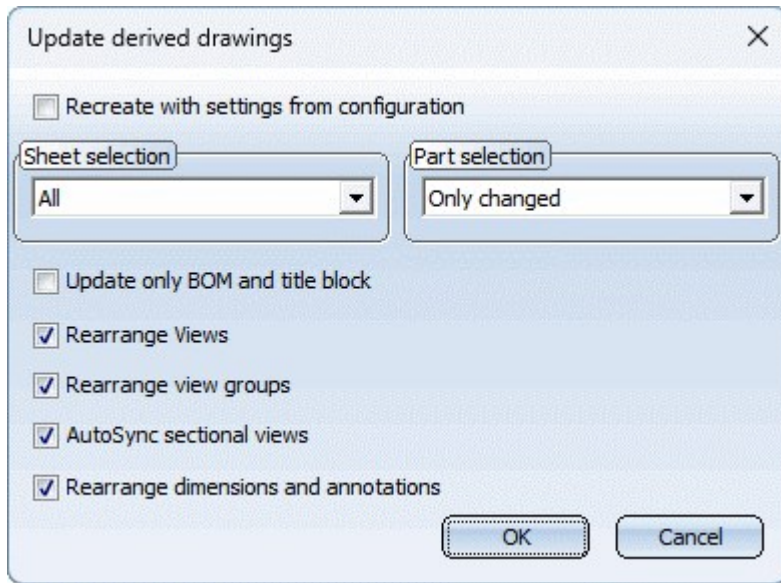 Update derived drawings
Recreate with settings from configuration
Sheet selection
Part selection
All
Only changed
Update only BOM and title block
Rearrange Views
Rearrange view groups
AutoSync sectional views
Rearrange dimensions and annotations
OK
Cancel